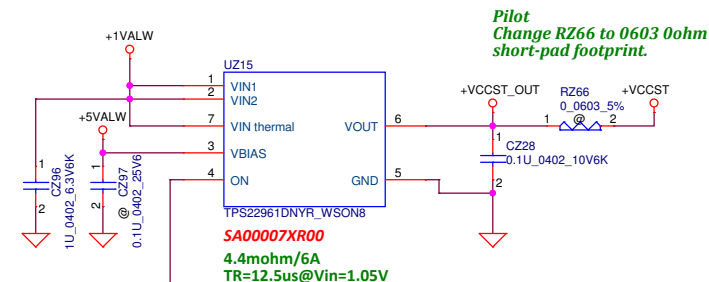 Pilot
Change RZ66 to 0603 0ohm
short-pad footprint.
+1VALW
UZ15
+VCCST_OUT
RZ66
0_0603_5%
+VCCST
1
VIN1
2
VIN2
+5VALW
7
VIN thermal
VOUT
6
1
@
2
3
VBIAS
1
CZ28
0.1U_0402_10V6K
2
4
ON
GND
5
1
CZ96
1U_0402_6.3V6K
2
1
CZ97
0.1U_0402_25V6
2
@
TPS22961DNYR_WSON8
SA00007XR00
4.4mohm/6A
TR=12.5us@Vin=1.05V